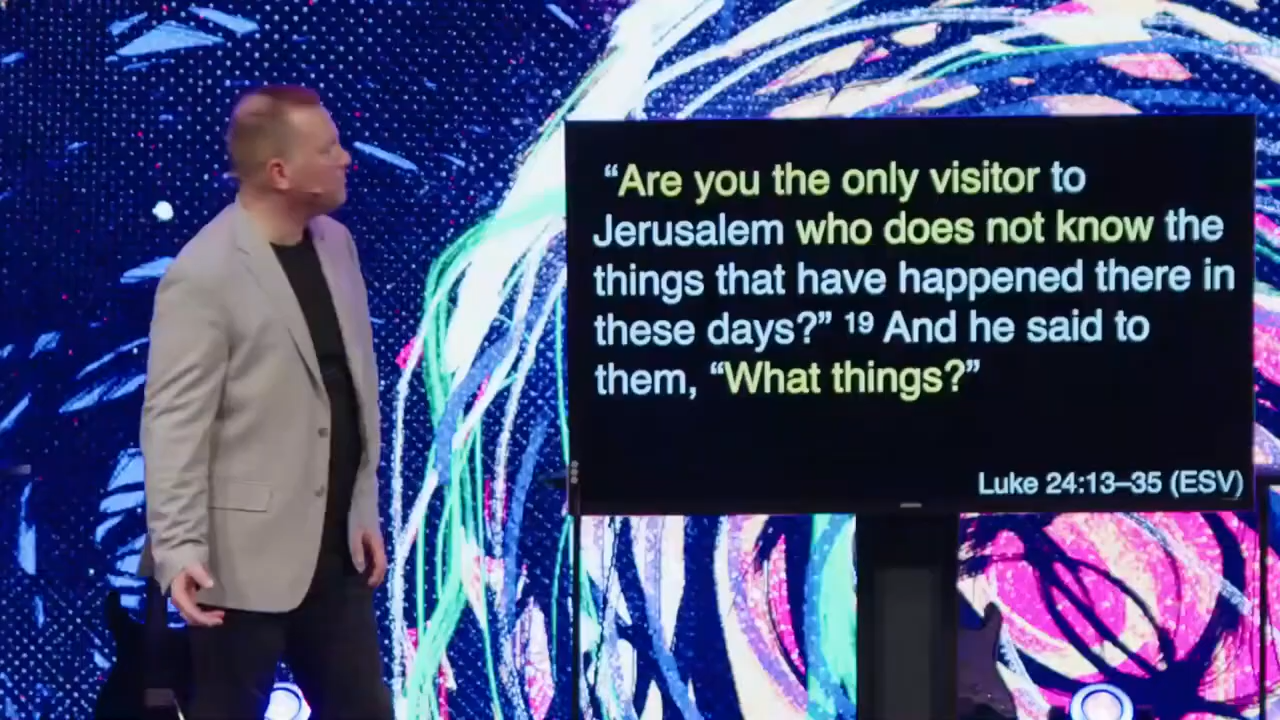 “Are you the only visitor to
Jerusalem who does not know the
things that have happened there in
these days?” ¹⁹ And he said to
them, “What things?”
Luke 24:13–35 (ESV)